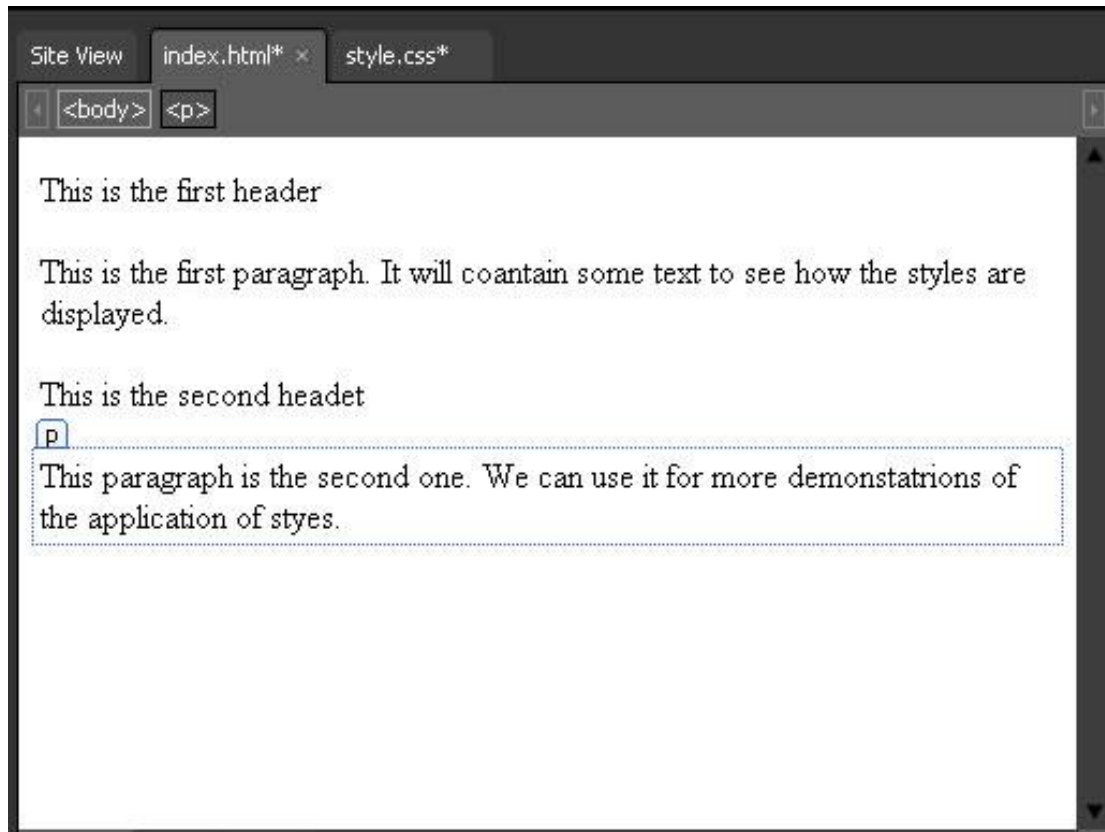 Site View index.html* × style.css*
<body> <p>
This is the first header
This is the first paragraph. It will coantain some text to see how the styles are
displayed.
This is the second headet
p
This paragraph is the second one. We can use it for more demonstatrions of
the application of styes.